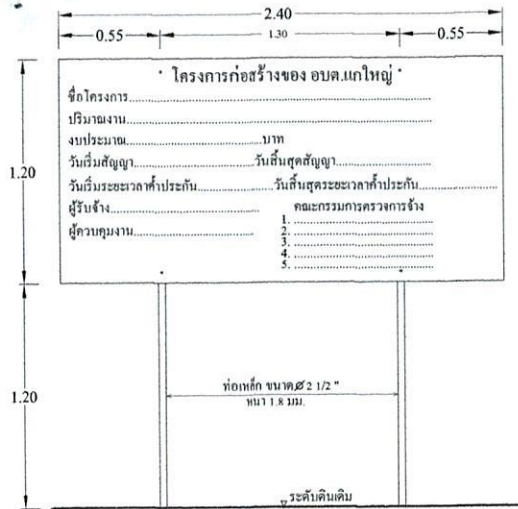 2.40
0.55 1.30 0.55
" โครงการก่อสร้างของ อบต.แกใหญ่ "
ชื่อโครงการ..............................
ปริมาณงาน..............................
งบประมาณ....................บาท
วันเริ่มสัญญา....................วันสิ้นสุดสัญญา....................
วันเริ่มระยะเวลาค้ำประกัน....................วันสิ้นสุดระยะเวลาค้ำประกัน....................
ผู้รับจ้าง....................
ผู้ควบคุมงาน....................
คณะกรรมการตรวจการจ้าง
1. ....................
2. ....................
3. ....................
4. ....................
5. ....................
1.20
1.20
ท่อเหล็ก ขนาด Ø 2 1/2 "
หนา 1.8 มม.
ระดับดินเดิม